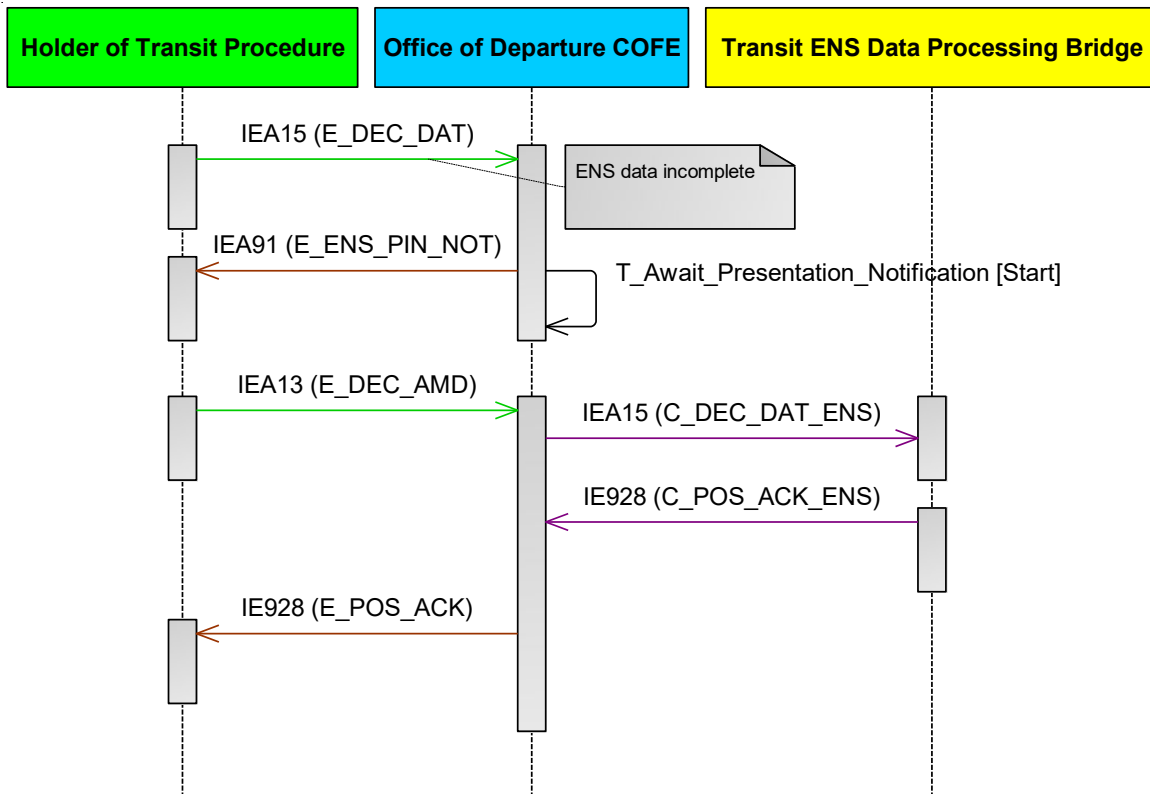 Holder of Transit Procedure
Office of Departure COFE
Transit ENS Data Processing Bridge
IEA15 (E_DEC_DAT)
ENS data incomplete
IEA91 (E_ENS_PIN_NOT)
T_Await_Presentation_Notification [Start]
IEA13 (E_DEC_AMD)
IEA15 (C_DEC_DAT_ENS)
IE928 (C_POS_ACK_ENS)
IE928 (E_POS_ACK)